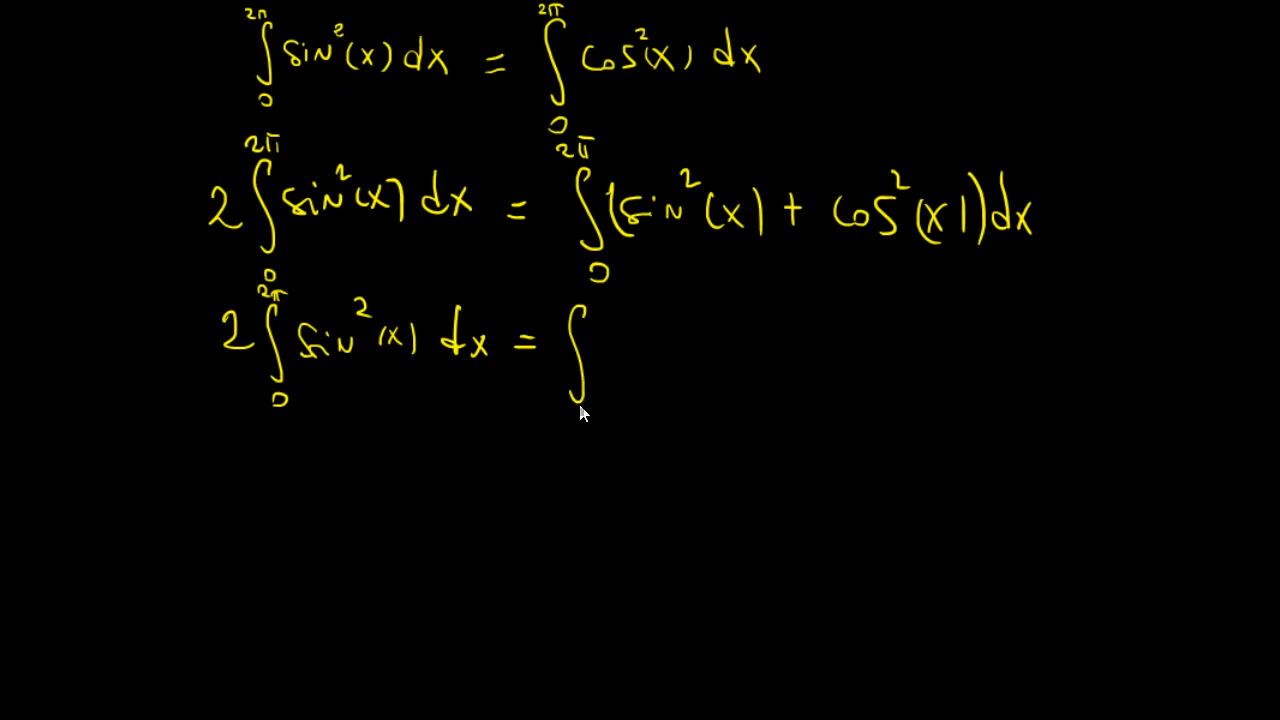 ∫₀^2π sin²(x) dx = ∫₀^2π cos²(x) dx
2 ∫₀^2π sin²(x) dx = ∫₀^2π (sin²(x) + cos²(x)) dx
2 ∫₀^2π sin²(x) dx = ∫